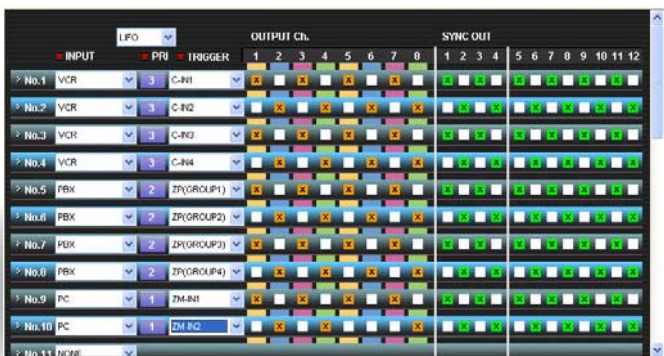 LIFO OUTPUT Ch. SYNC OUT
INPUT PRI TRIGGER 1 2 3 4 5 6 7 8 1 2 3 4 5 6 7 8 9 10 11 12
No.1 VCR 3 C-IN1
No.2 VCR 3 C-IN2
No.3 VCR 3 C-IN3
No.4 VCR 3 C-IN4
No.5 PBX 2 ZP(GROUP1)
No.6 PBX 2 ZP(GROUP2)
No.7 PBX 2 ZP(GROUP3)
No.8 PBX 2 ZP(GROUP4)
No.9 PC 1 ZM-IN1
No.10 PC 1 ZM-IN2
No.11 NONE